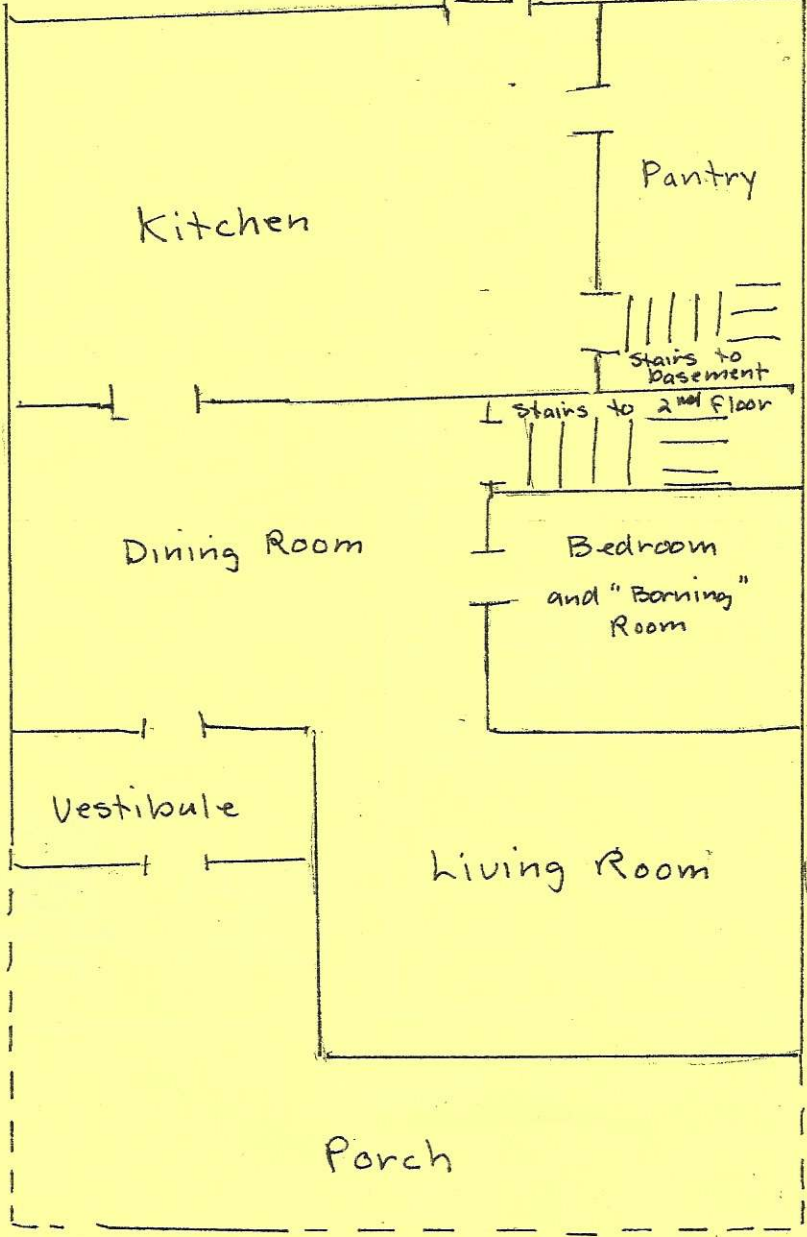 Pantry
Kitchen
Stairs to
basement
Stairs to 2nd Floor
Dining Room
Bedroom
and "Borning"
Room
Vestibule
Living Room
Porch